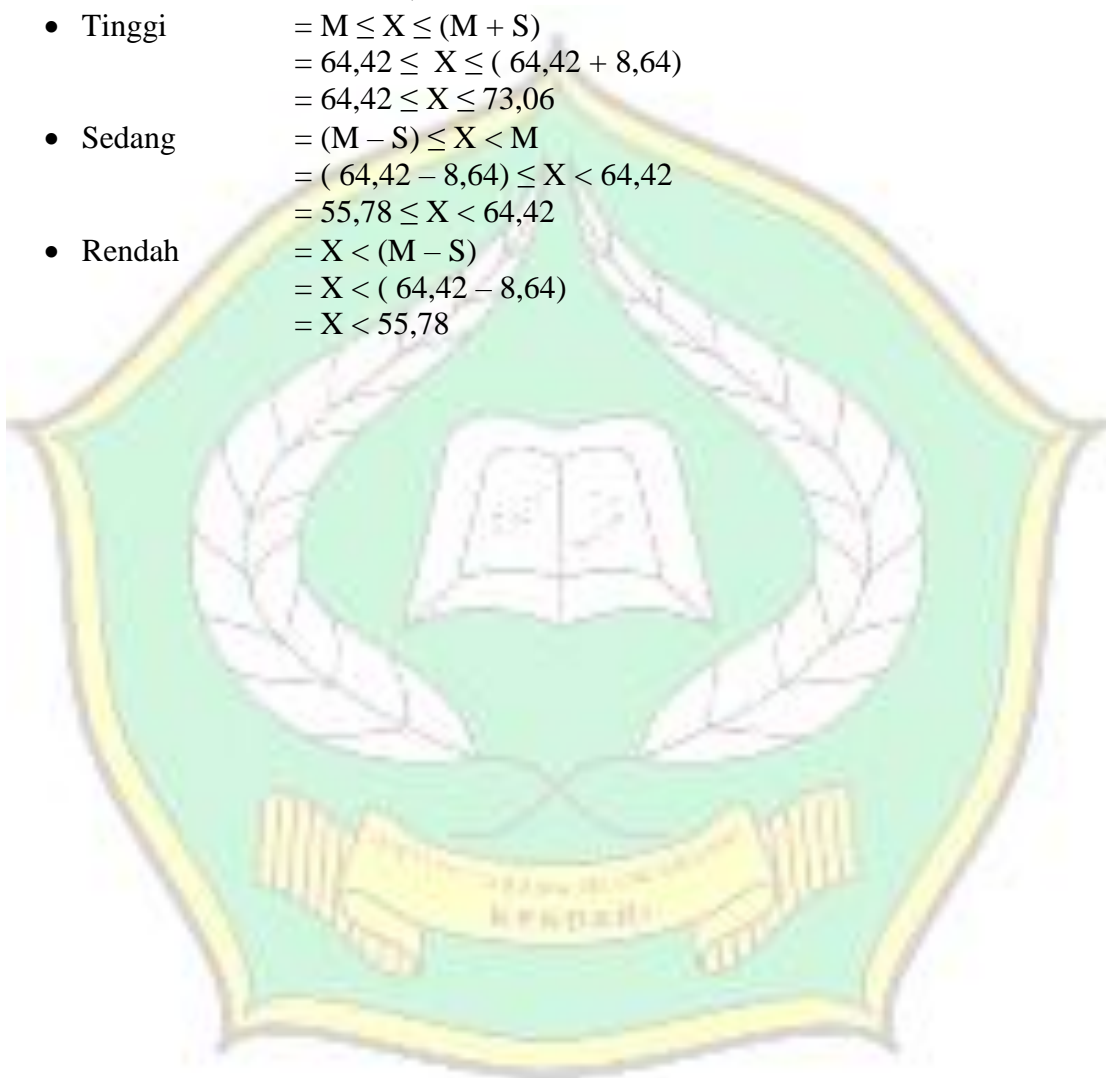 • Tinggi = M ≤ X ≤ (M + S)
= 64,42 ≤ X ≤ ( 64,42 + 8,64)
= 64,42 ≤ X ≤ 73,06
• Sedang = (M – S) ≤ X < M
= ( 64,42 – 8,64) ≤ X < 64,42
= 55,78 ≤ X < 64,42
• Rendah = X < (M – S)
= X < ( 64,42 – 8,64)
= X < 55,78
KENDARI